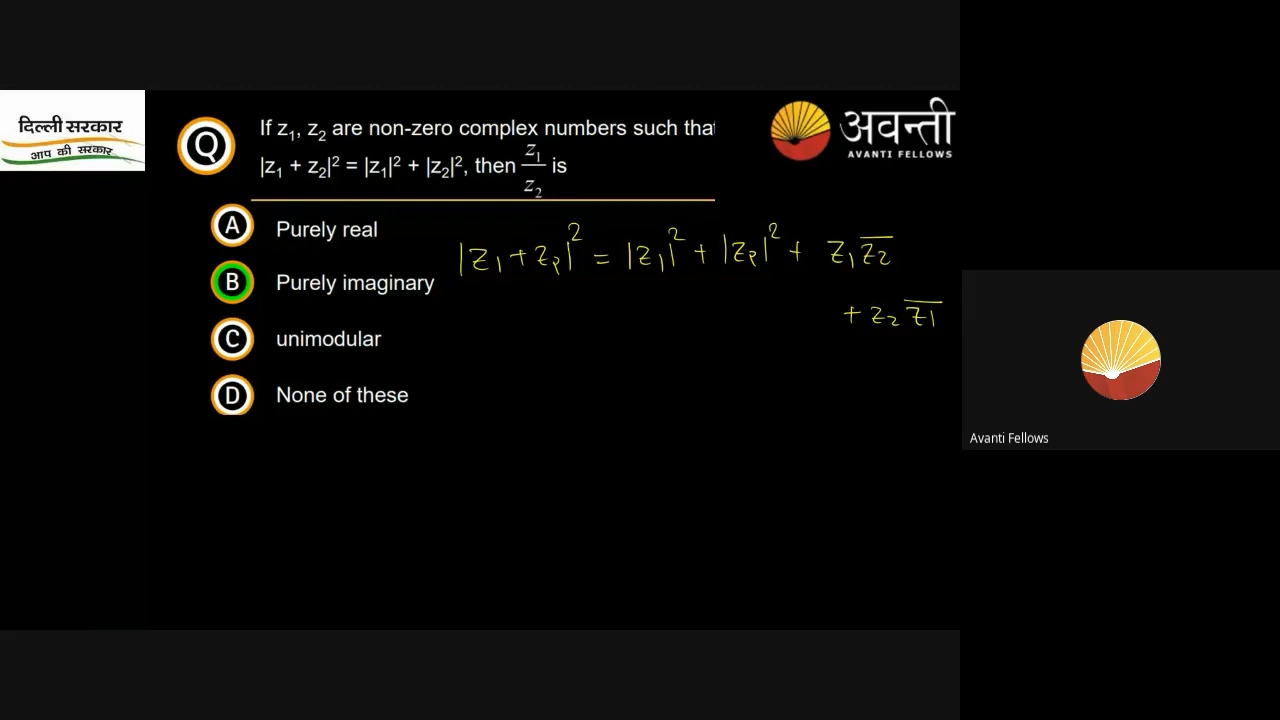 दिल्ली सरकार
आप की सरकार
Q
If z₁, z₂ are non-zero complex numbers such that
|z₁ + z₂|² = |z₁|² + |z₂|², then z₁/z₂ is
अवन्ती
AVANTI FELLOWS
A Purely real
|z₁ + z₂|² = |z₁|² + |z₂|² + z₁z̅₂
B Purely imaginary
+ z₂z̅₁
C unimodular
D None of these
Avanti Fellows